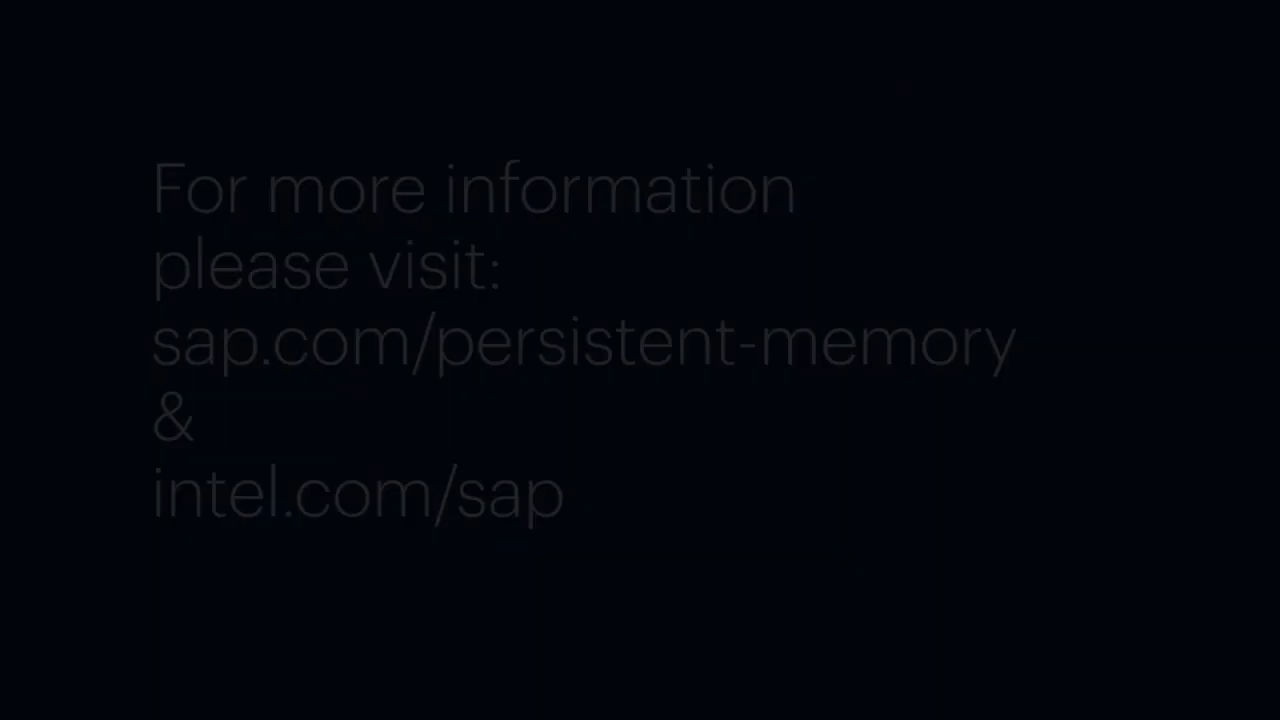 For more information
please visit:
sap.com/persistent-memory
&
intel.com/sap